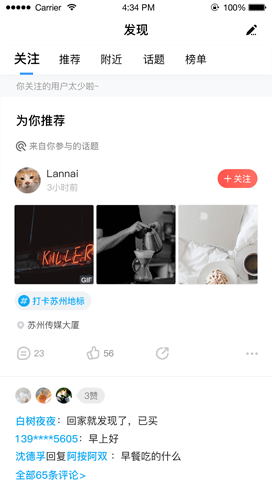 Carrier 4:34 PM 100%
发现
关注 推荐 附近 话题 榜单
你关注的用户太少啦~
为你推荐
来自你参与的话题
Lannai
3小时前
+关注
KILLER
GIF
# 打卡苏州地标
苏州传媒大厦
23 56
3赞
白树夜夜：回家就发现了，已买
139****5605：早上好
沈德孚回复阿按阿双 ：早餐吃的什么
全部65条评论>